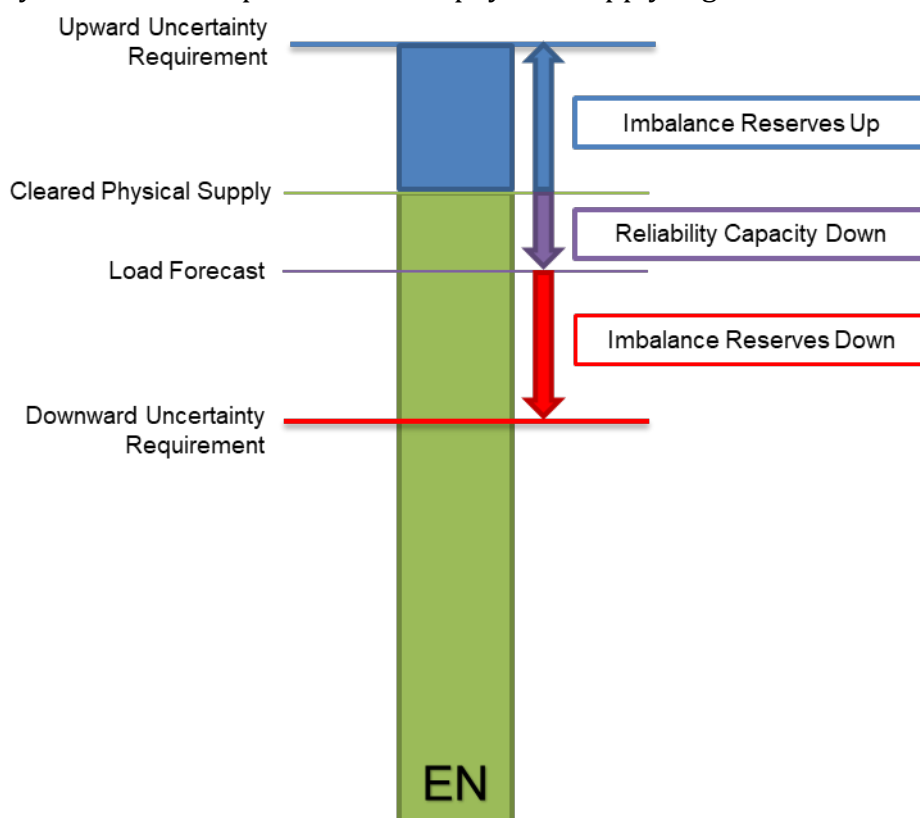 Upward Uncertainty
Requirement
Imbalance Reserves Up
Cleared Physical Supply
Reliability Capacity Down
Load Forecast
Imbalance Reserves Down
Downward Uncertainty
Requirement
EN